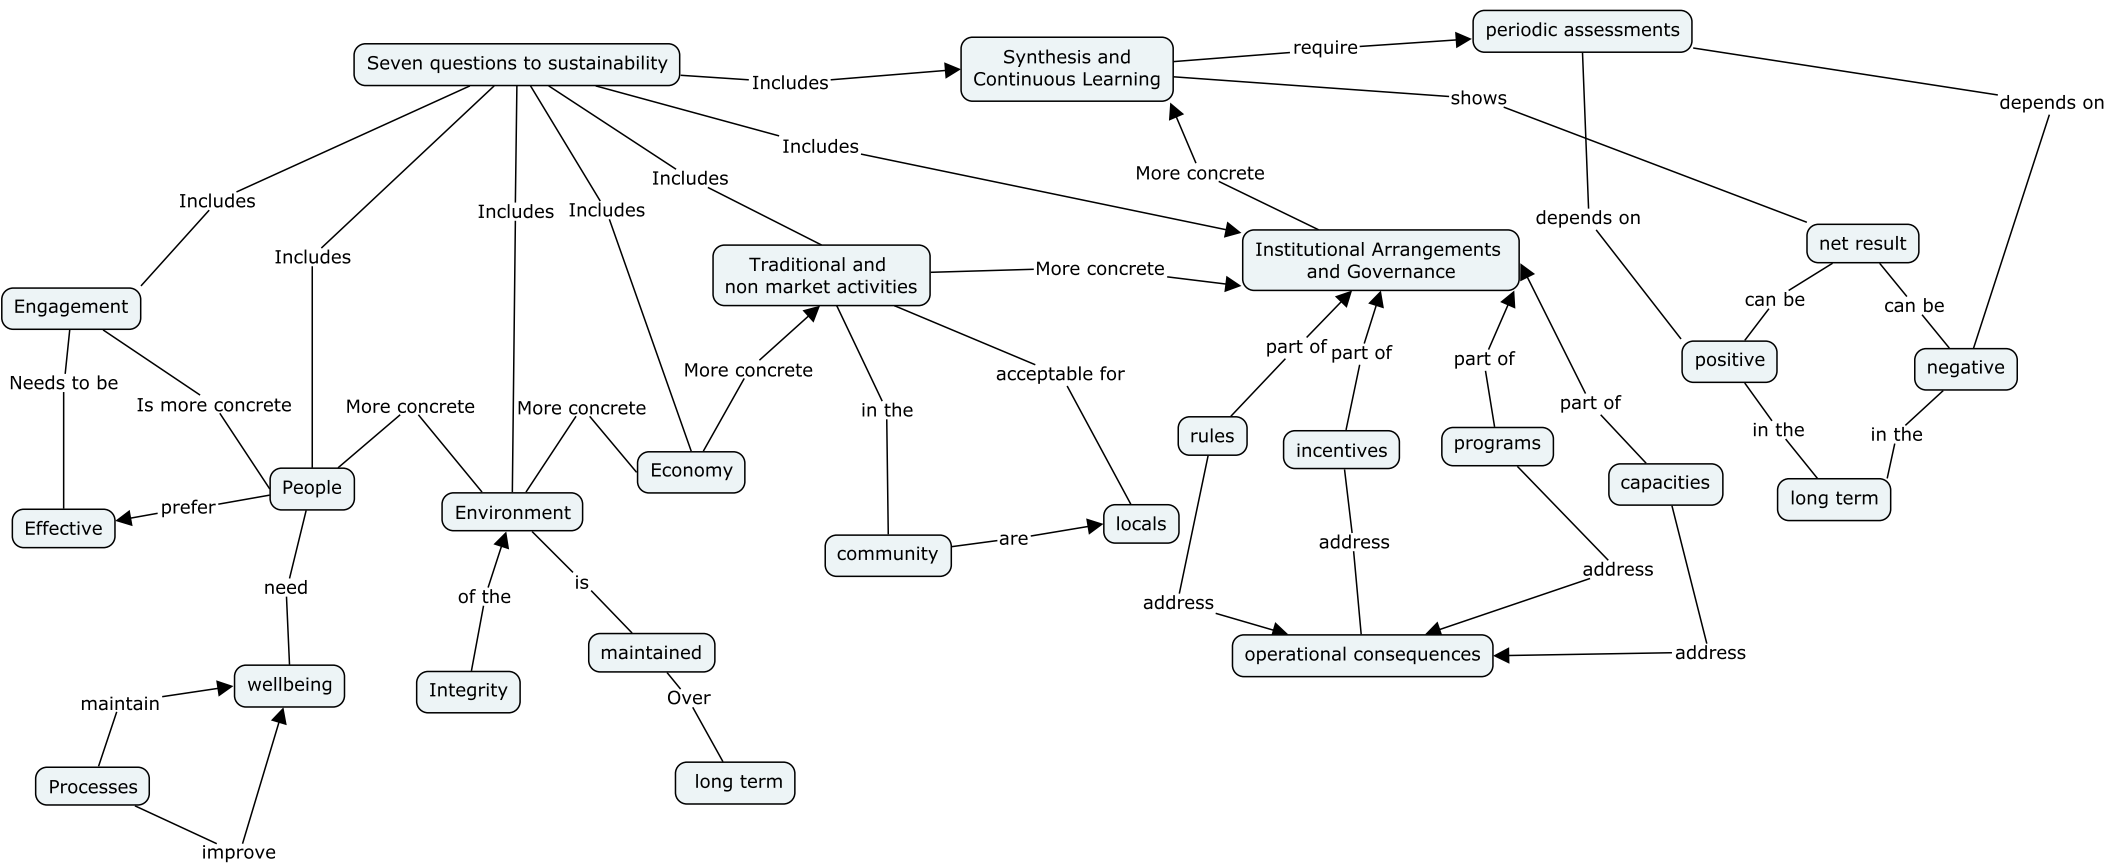 periodic assessments
Seven questions to sustainability
Synthesis and
Continuous Learning
require
Includes
shows
depends on
Includes
More concrete
Includes
Includes
Includes
Includes
depends on
Includes
Institutional Arrangements
and Governance
net result
Traditional and
non market activities
More concrete
Engagement
can be
can be
part of
part of
part of
positive
negative
More concrete
acceptable for
Needs to be
Is more concrete
More concrete
More concrete
in the
part of
in the
in the
rules
incentives
programs
Economy
capacities
People
long term
prefer
Environment
Effective
locals
are
community
address
address
need
of the
is
address
maintained
operational consequences
address
wellbeing
Integrity
maintain
Over
Processes
long term
improve